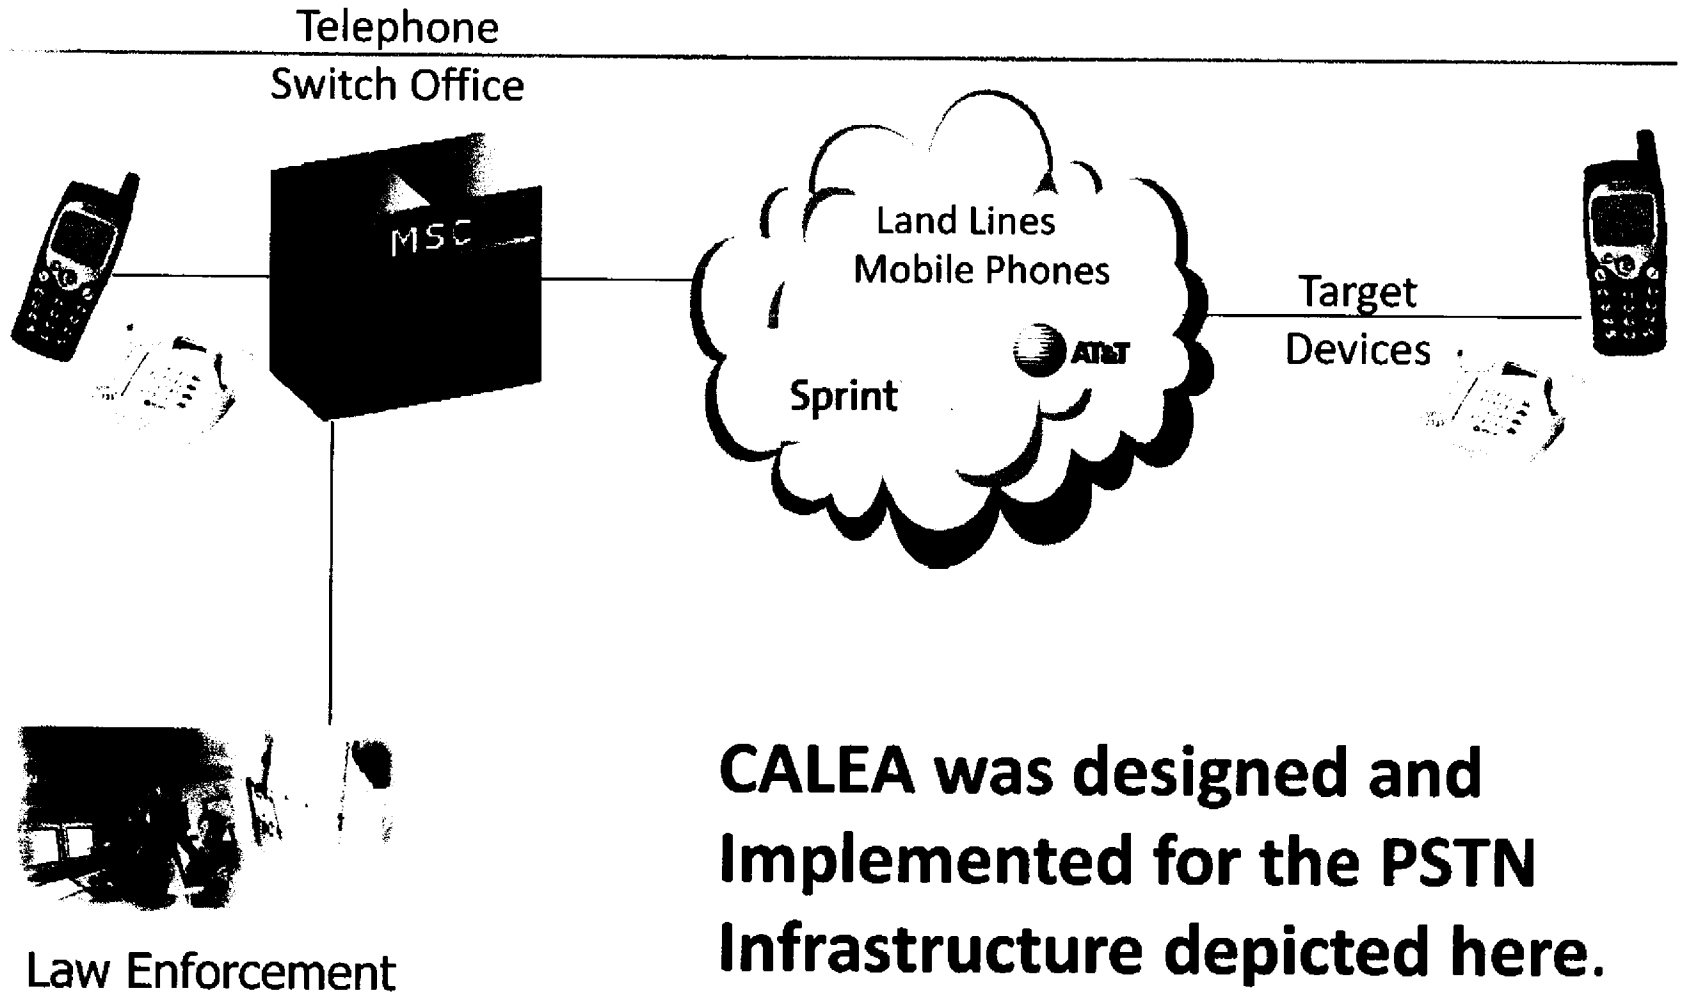 Telephone
Switch Office
MSC
Land Lines
Mobile Phones
AT&T
Sprint
Target
Devices
CALEA was designed and
Implemented for the PSTN
Infrastructure depicted here.
Law Enforcement